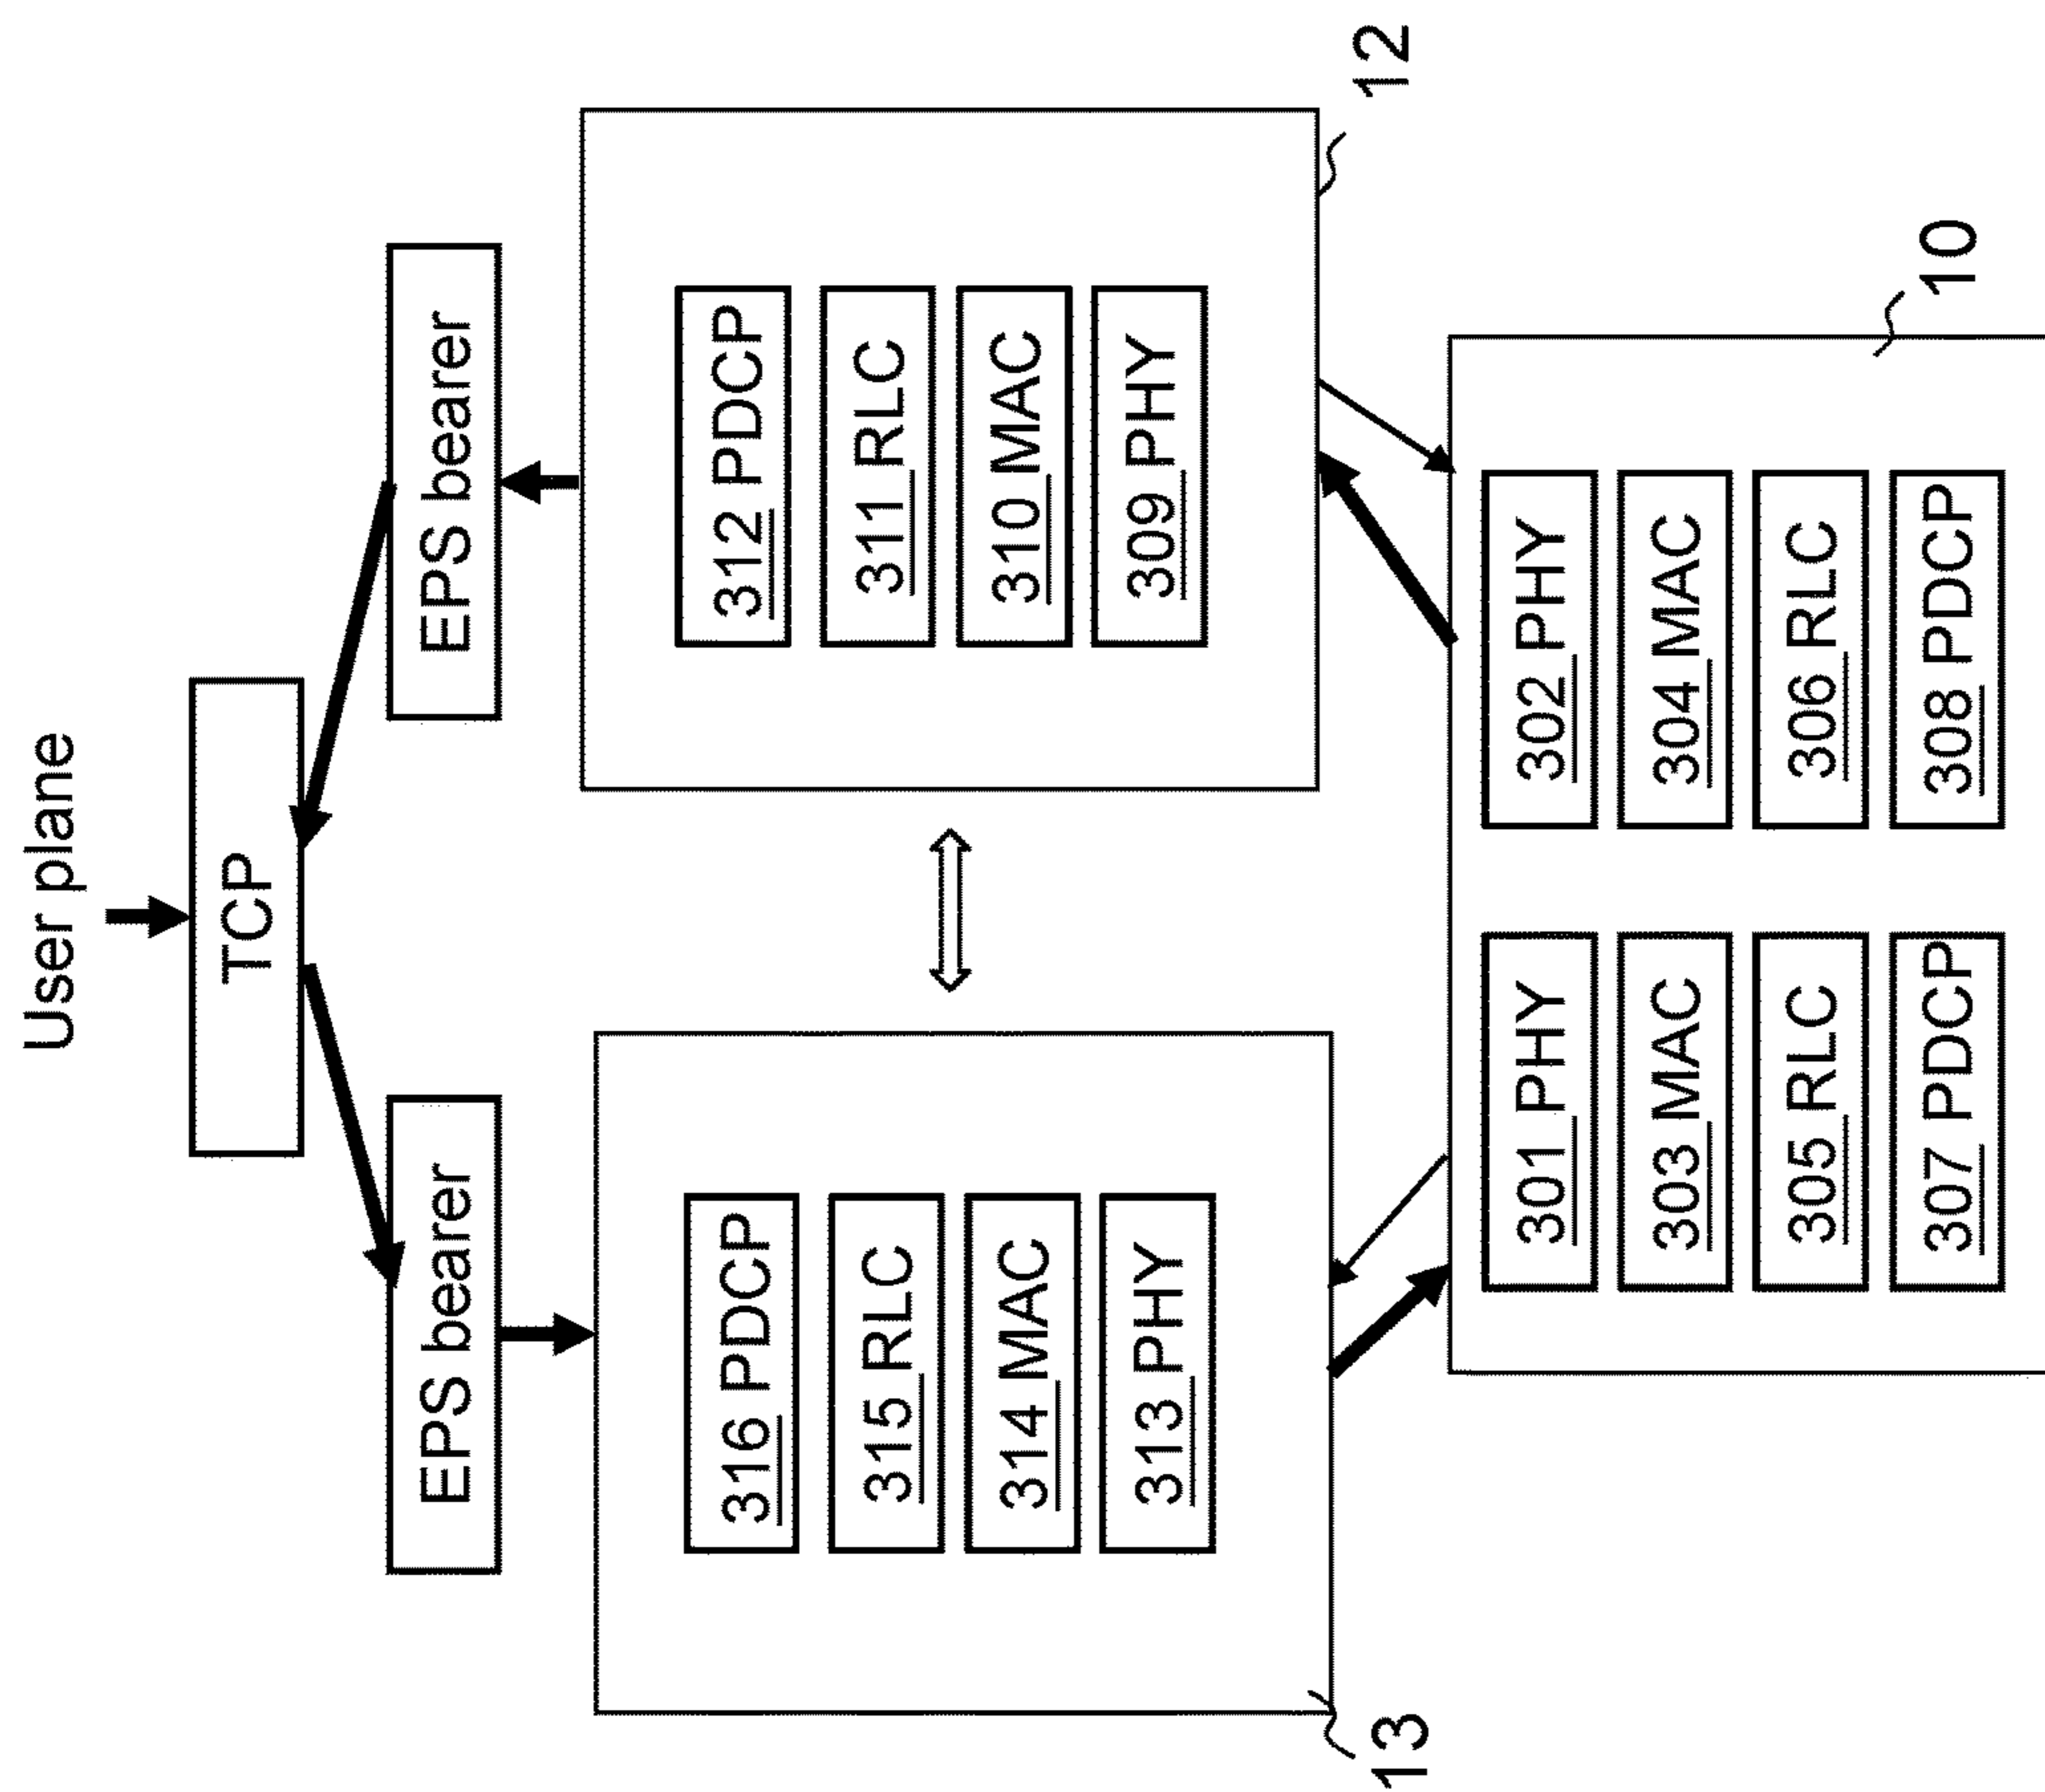 User plane
TCP
EPS bearer
EPS bearer
316 PDCP
315 RLC
314 MAC
313 PHY
13
312 PDCP
311 RLC
310 MAC
309 PHY
12
301 PHY
303 MAC
305 RLC
307 PDCP
302 PHY
304 MAC
306 RLC
308 PDCP
10